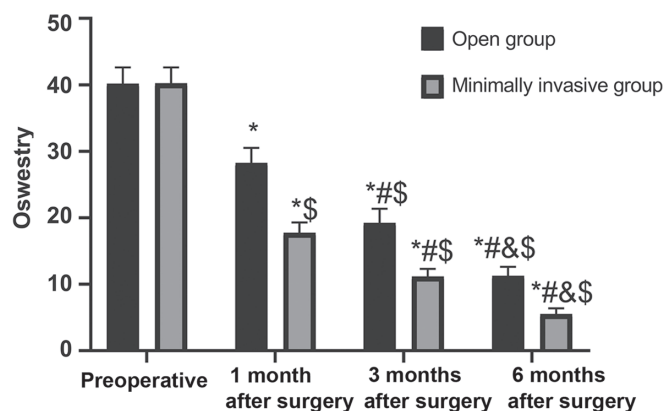 50
40
30
20
10
0
Oswestry
Open group
Minimally invasive group
*
*$
*#$
*#$
*#&$
*#&$
Preoperative
1 month
after surgery
3 months
after surgery
6 months
after surgery